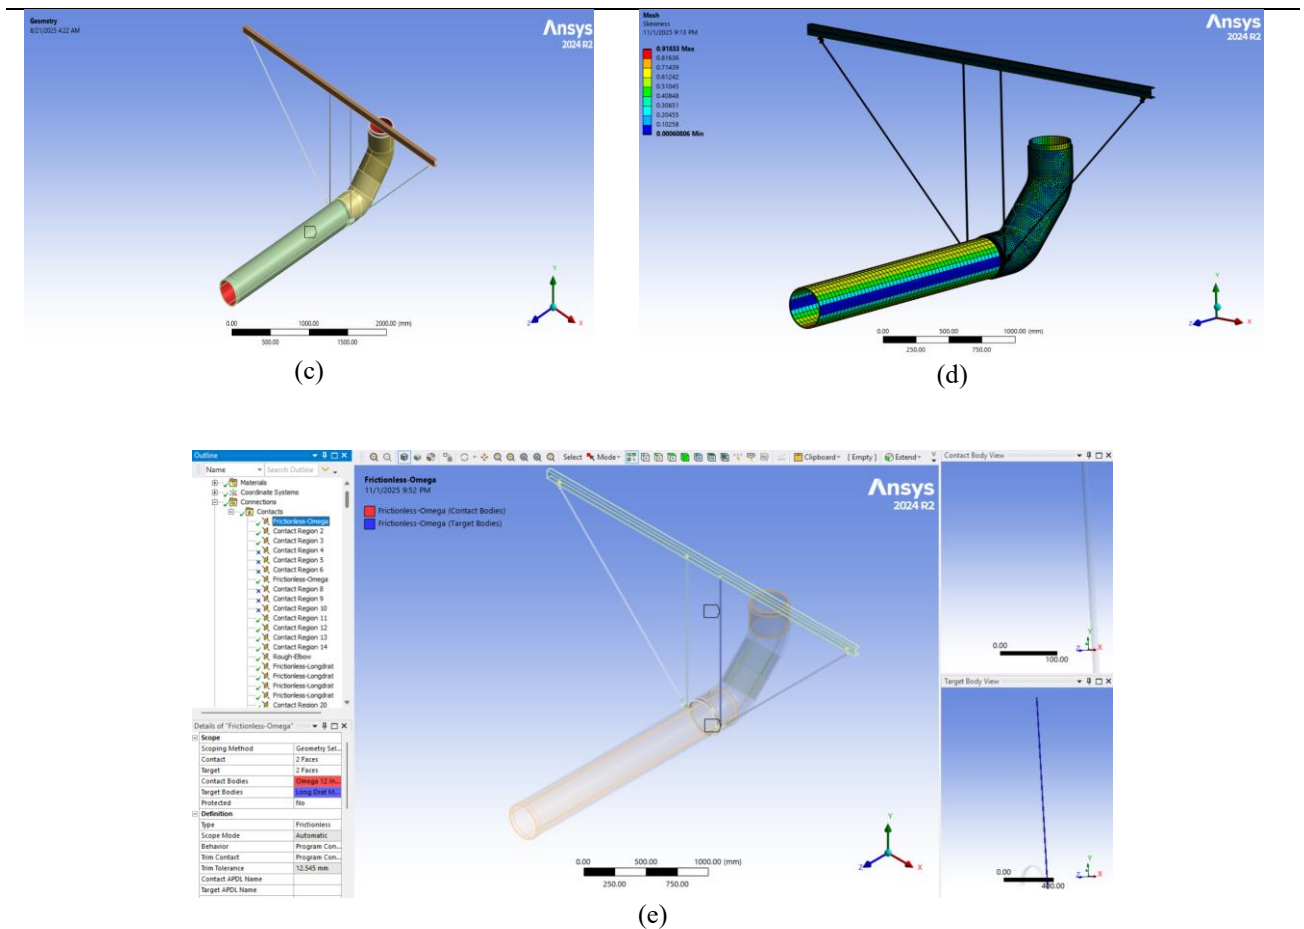 Geometry
8/21/2025 4:22 AM
Ansys
2024 R2
0.00 1000.00 2000.00 (mm)
500.00 1500.00
Y
Z X
(c)
Mesh
Skewness
11/1/2025 9:13 PM
0.91833 Max
0.81636
0.71439
0.61242
0.51045
0.40848
0.30651
0.20455
0.10258
0.00060806 Min
Ansys
2024 R2
0.00 500.00 1000.00 (mm)
250.00 750.00
Y
Z X
(d)
Outline
Name Search Outline
Materials
Coordinate Systems
Connections
Contacts
Frictionless-Omega
Contact Region 2
Contact Region 3
Contact Region 4
Contact Region 5
Contact Region 6
Frictionless-Omega
Contact Region 8
Contact Region 9
Contact Region 10
Contact Region 11
Contact Region 12
Contact Region 13
Contact Region 14
Rough-Elbow
Frictionless-Longdrat
Frictionless-Longdrat
Frictionless-Longdrat
Frictionless-Longdrat
Contact Region 20
Details of "Frictionless-Omega"
Scope
Scoping Method Geometry Sel...
Contact 2 Faces
Target 2 Faces
Contact Bodies Omega 12 in...
Target Bodies Long Drat M...
Protected No
Definition
Type Frictionless
Scope Mode Automatic
Behavior Program Con...
Trim Contact Program Con...
Trim Tolerance 12.545 mm
Contact APDL Name
Target APDL Name
Select Mode Clipboard [ Empty ] Extend
Frictionless-Omega
11/1/2025 9:52 PM
Frictionless-Omega (Contact Bodies)
Frictionless-Omega (Target Bodies)
Ansys
2024 R2
0.00 500.00 1000.00 (mm)
250.00 750.00
Y
Z X
Contact Body View
0.00
100.00
Y
Z X
Target Body View
0.00
400.00
Y
Z X
(e)